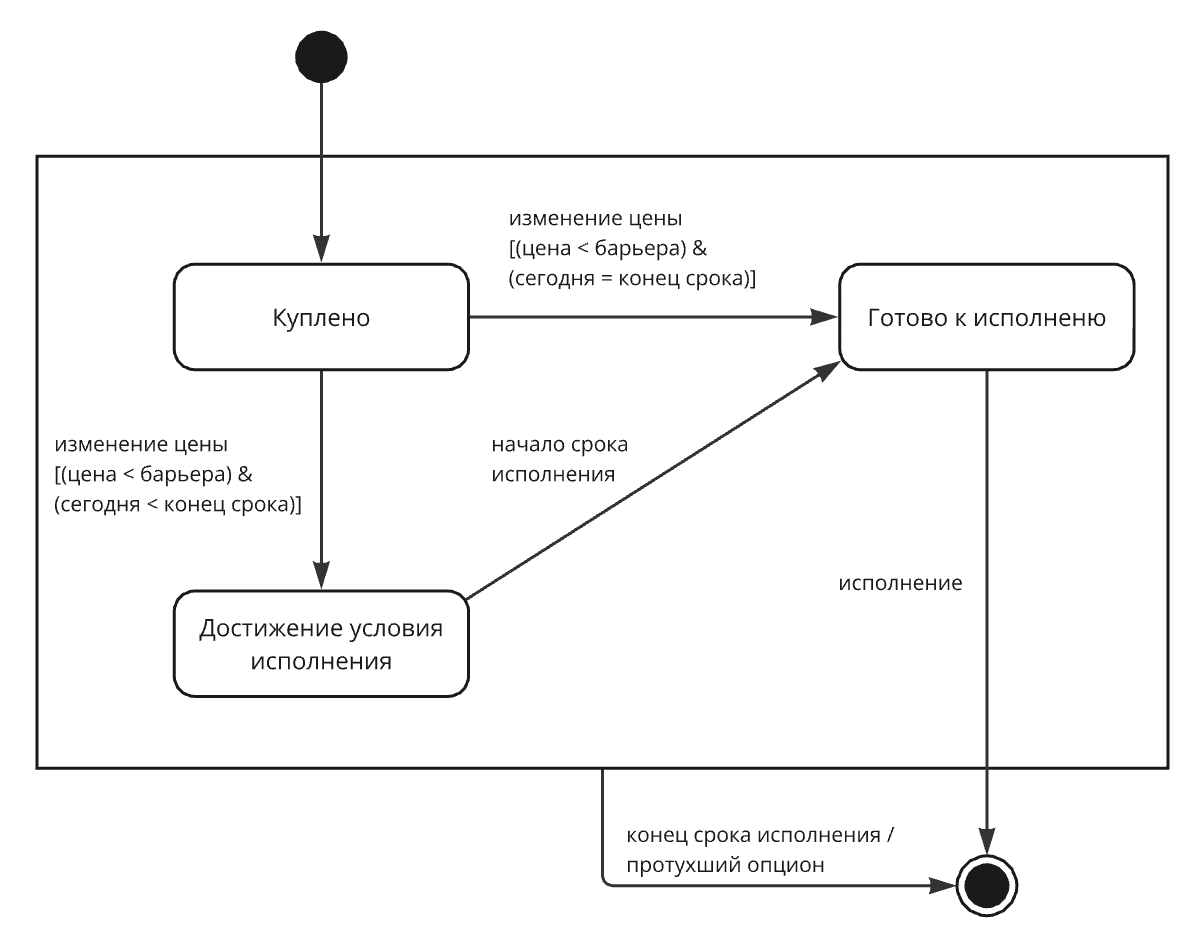 изменение цены
[(цена < барьера) &
(сегодня = конец срока)]
Куплено
Готово к исполненю
изменение цены
[(цена < барьера) &
(сегодня < конец срока)]
начало срока
исполнения
исполнение
Достижение условия
исполнения
конец срока исполнения /
протухший опцион